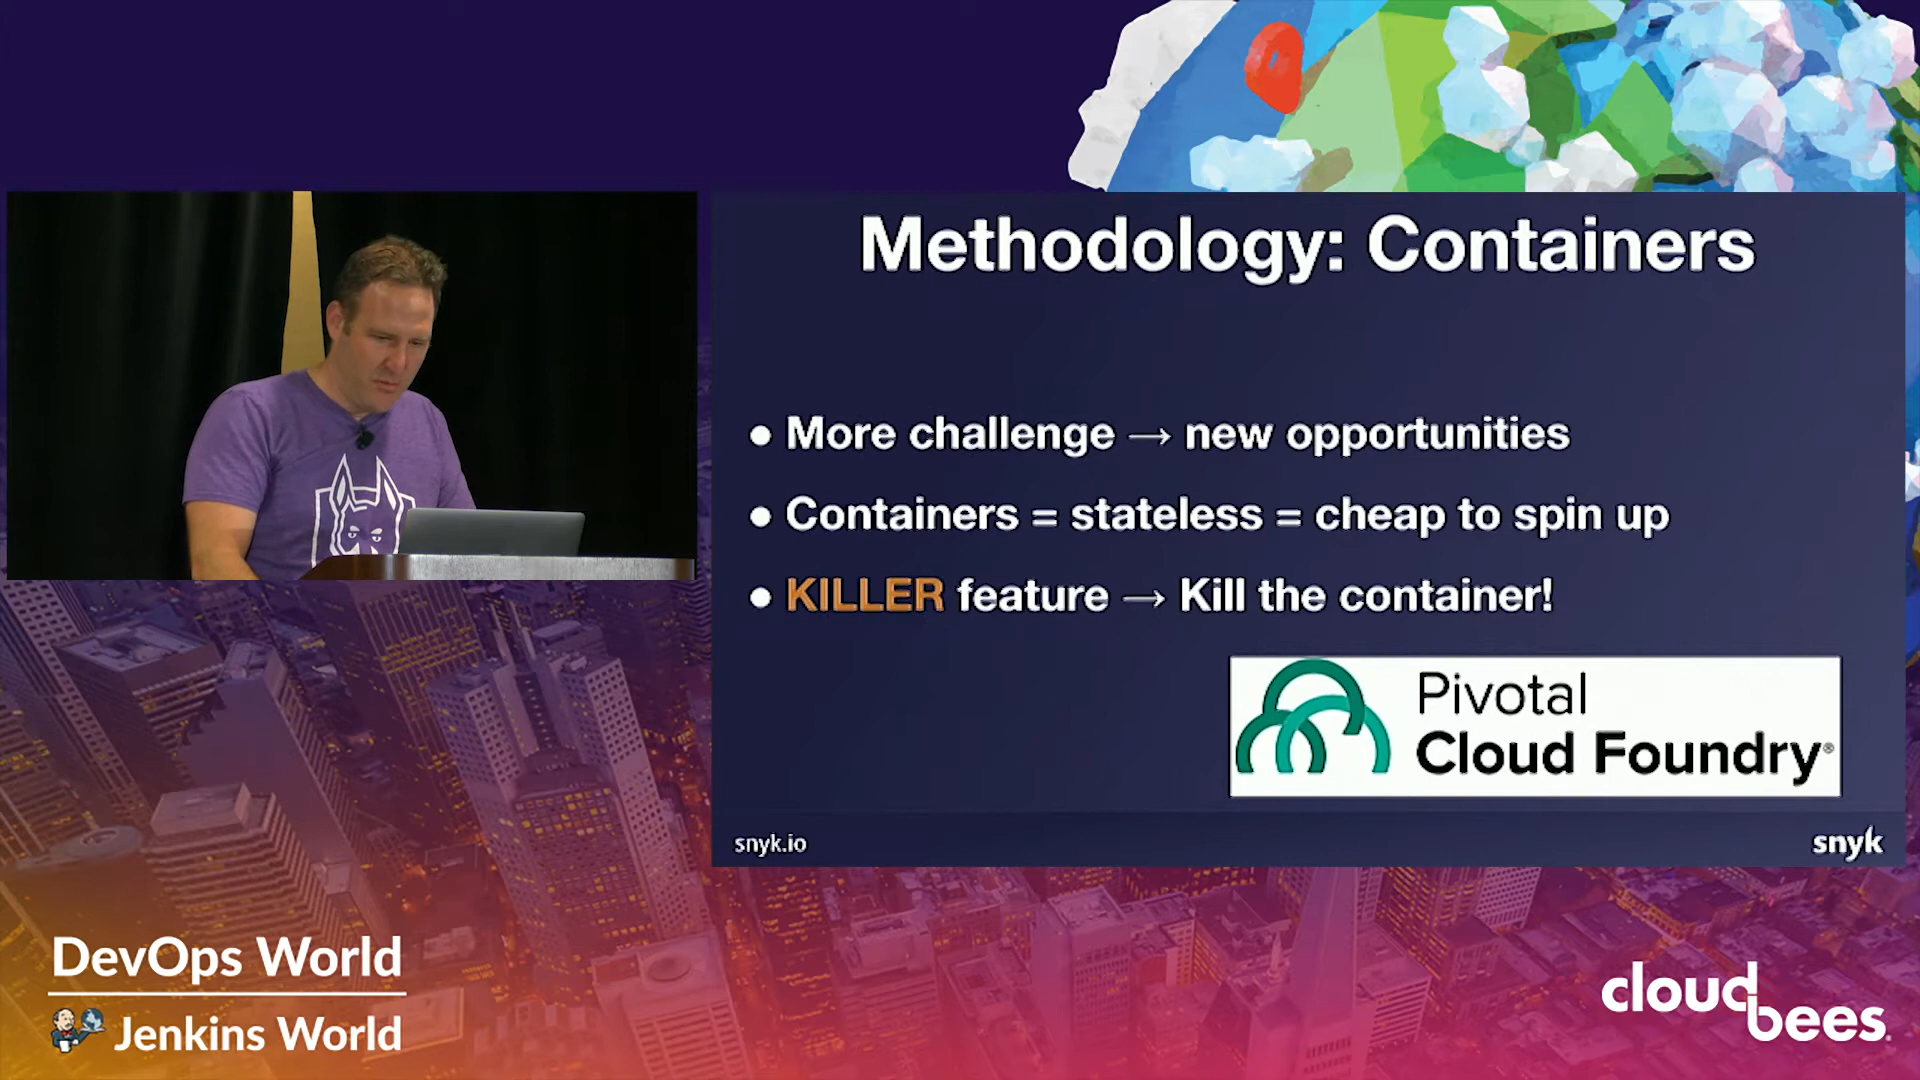 Methodology: Containers
● More challenge → new opportunities
● Containers = stateless = cheap to spin up
● KILLER feature → Kill the container!
Pivotal
Cloud Foundry®
snyk.io
snyk
DevOps World
Jenkins World
cloudbees®